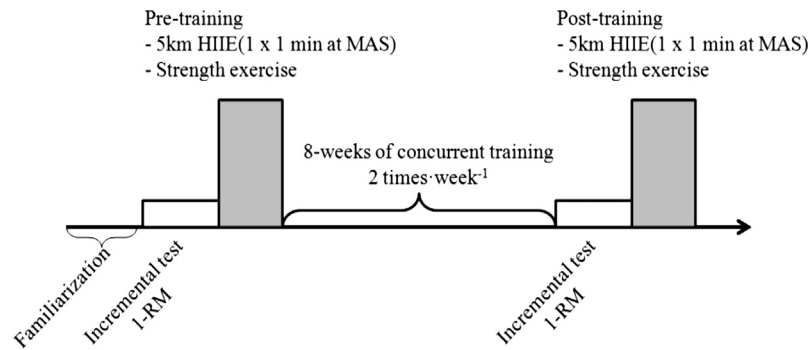 Pre-training
- 5km HIIE(1 x 1 min at MAS)
- Strength exercise
Post-training
- 5km HIIE(1 x 1 min at MAS)
- Strength exercise
8-weeks of concurrent training
2 times·week⁻¹
Familiarization
Incremental test
1-RM
Incremental test
1-RM